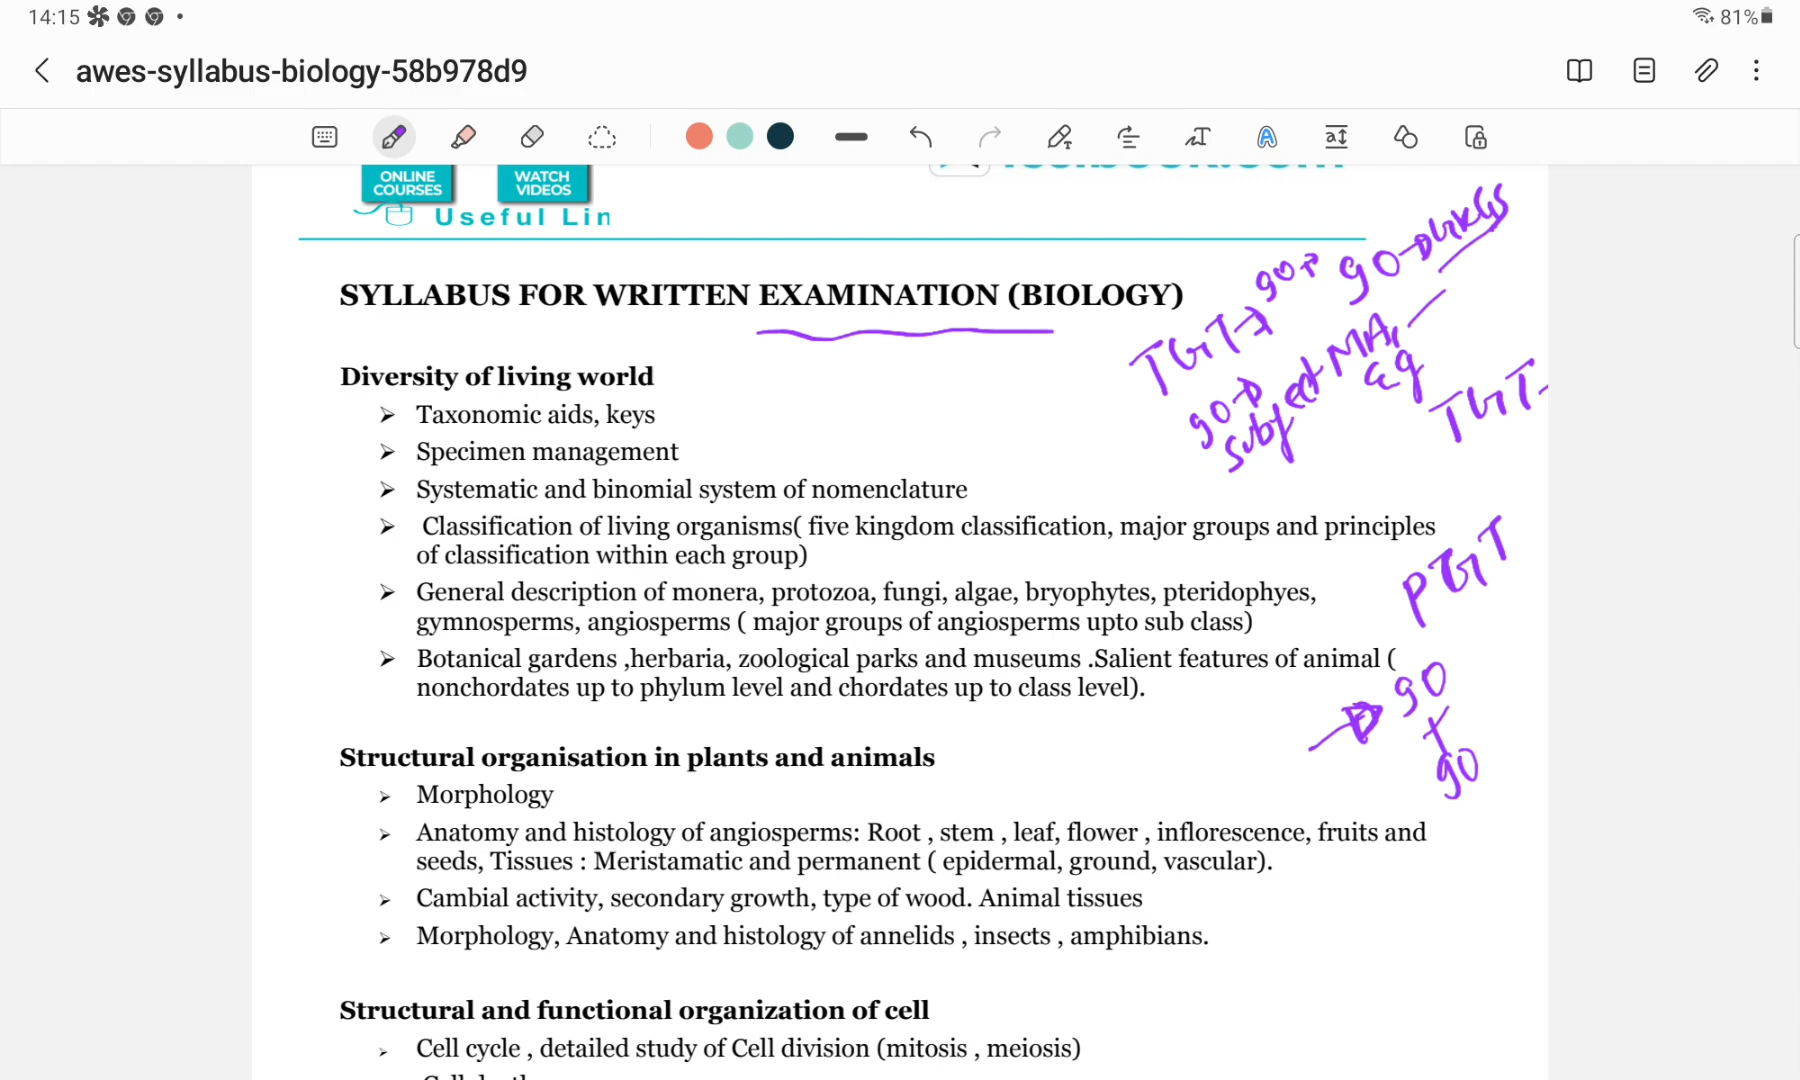 14:15
81%
awes-syllabus-biology-58b978d9
ONLINE COURSES
WATCH VIDEOS
Useful Lin
SYLLABUS FOR WRITTEN EXAMINATION (BIOLOGY)
TGT
90
90
90
subject
MA
TGT-
Diversity of living world
➢ Taxonomic aids, keys
➢ Specimen management
➢ Systematic and binomial system of nomenclature
➢ Classification of living organisms( five kingdom classification, major groups and principles
of classification within each group)
➢ General description of monera, protozoa, fungi, algae, bryophytes, pteridophyes,
gymnosperms, angiosperms ( major groups of angiosperms upto sub class)
➢ Botanical gardens ,herbaria, zoological parks and museums .Salient features of animal (
nonchordates up to phylum level and chordates up to class level).
PGT
90
+
90
Structural organisation in plants and animals
➢ Morphology
➢ Anatomy and histology of angiosperms: Root , stem , leaf, flower , inflorescence, fruits and
seeds, Tissues : Meristamatic and permanent ( epidermal, ground, vascular).
➢ Cambial activity, secondary growth, type of wood. Animal tissues
➢ Morphology, Anatomy and histology of annelids , insects , amphibians.
Structural and functional organization of cell
➢ Cell cycle , detailed study of Cell division (mitosis , meiosis)